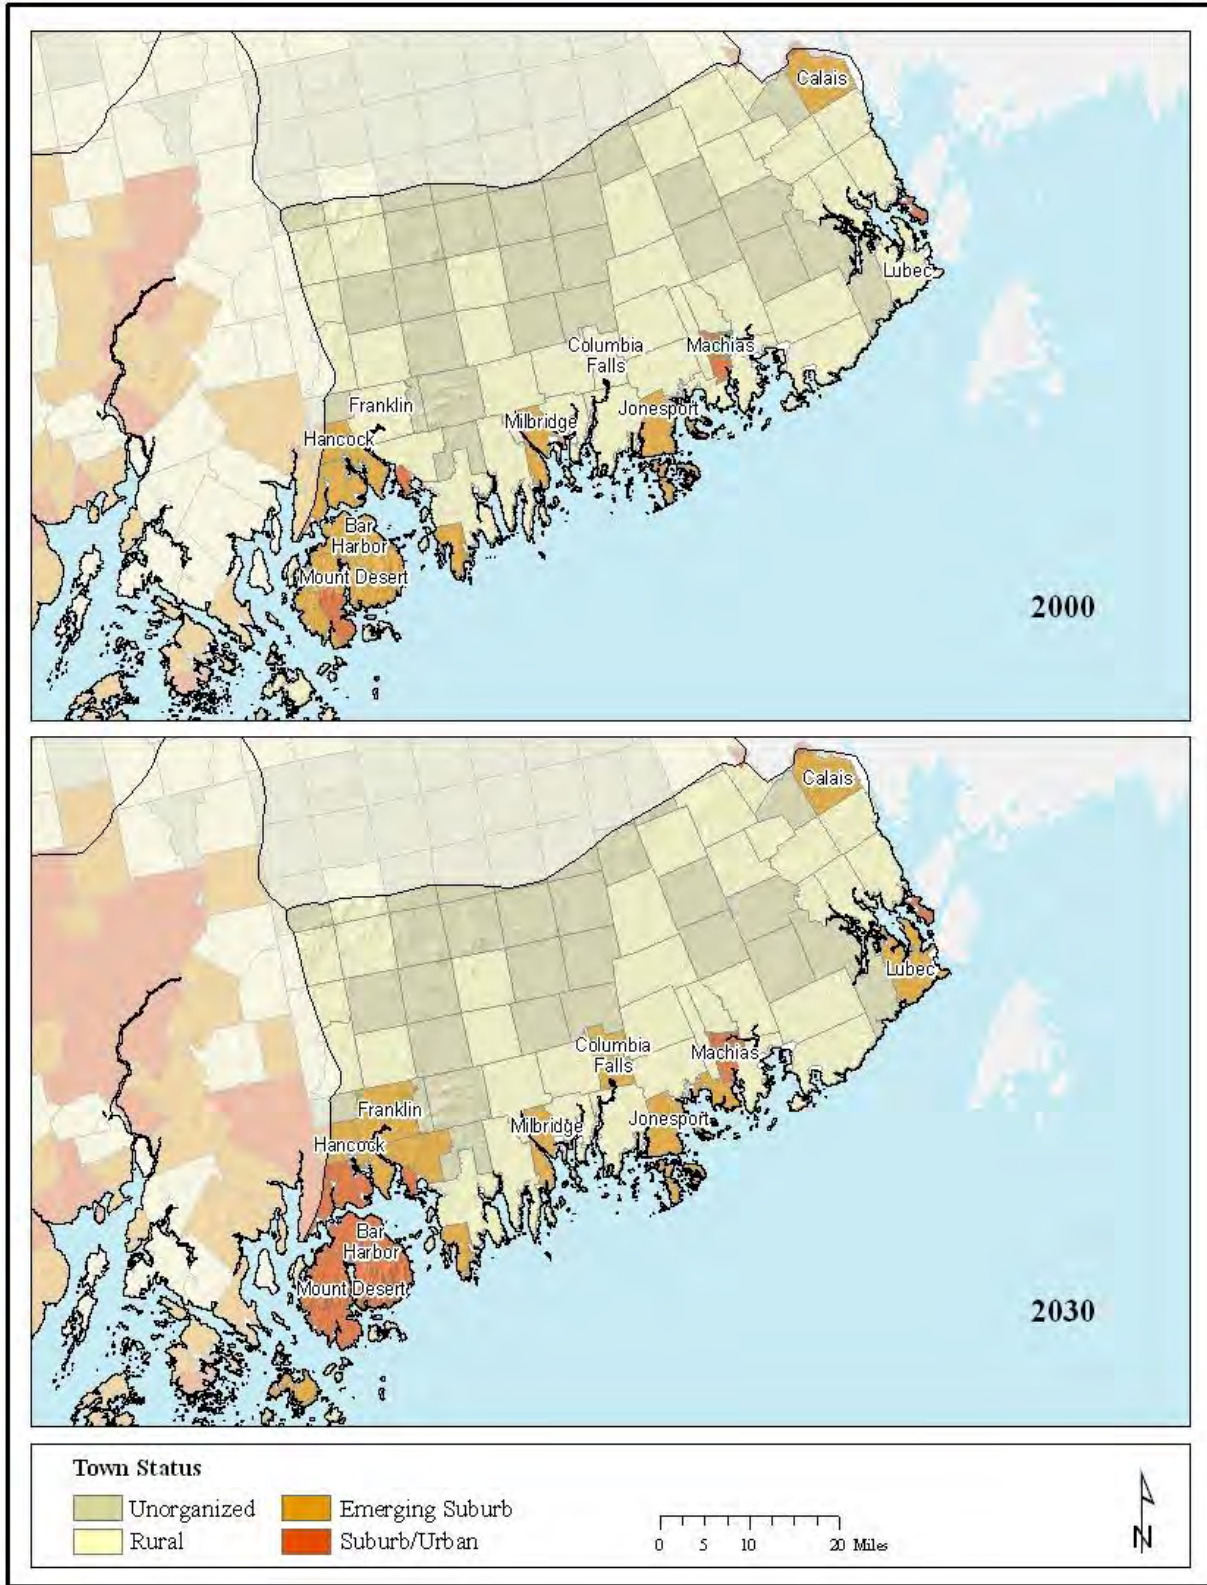 Calais
Lubec
Columbia
Falls
Machias
Franklin
Jonesport
Milbridge
Hancock
Bar
Harbor
Mount Desert
2000
Calais
Lubec
Columbia
Falls
Machias
Franklin
Jonesport
Milbridge
Hancock
Bar
Harbor
Mount Desert
2030
Town Status
Unorganized
Emerging Suburb
Rural
Suburb/Urban
0 5 10 20 Miles
N